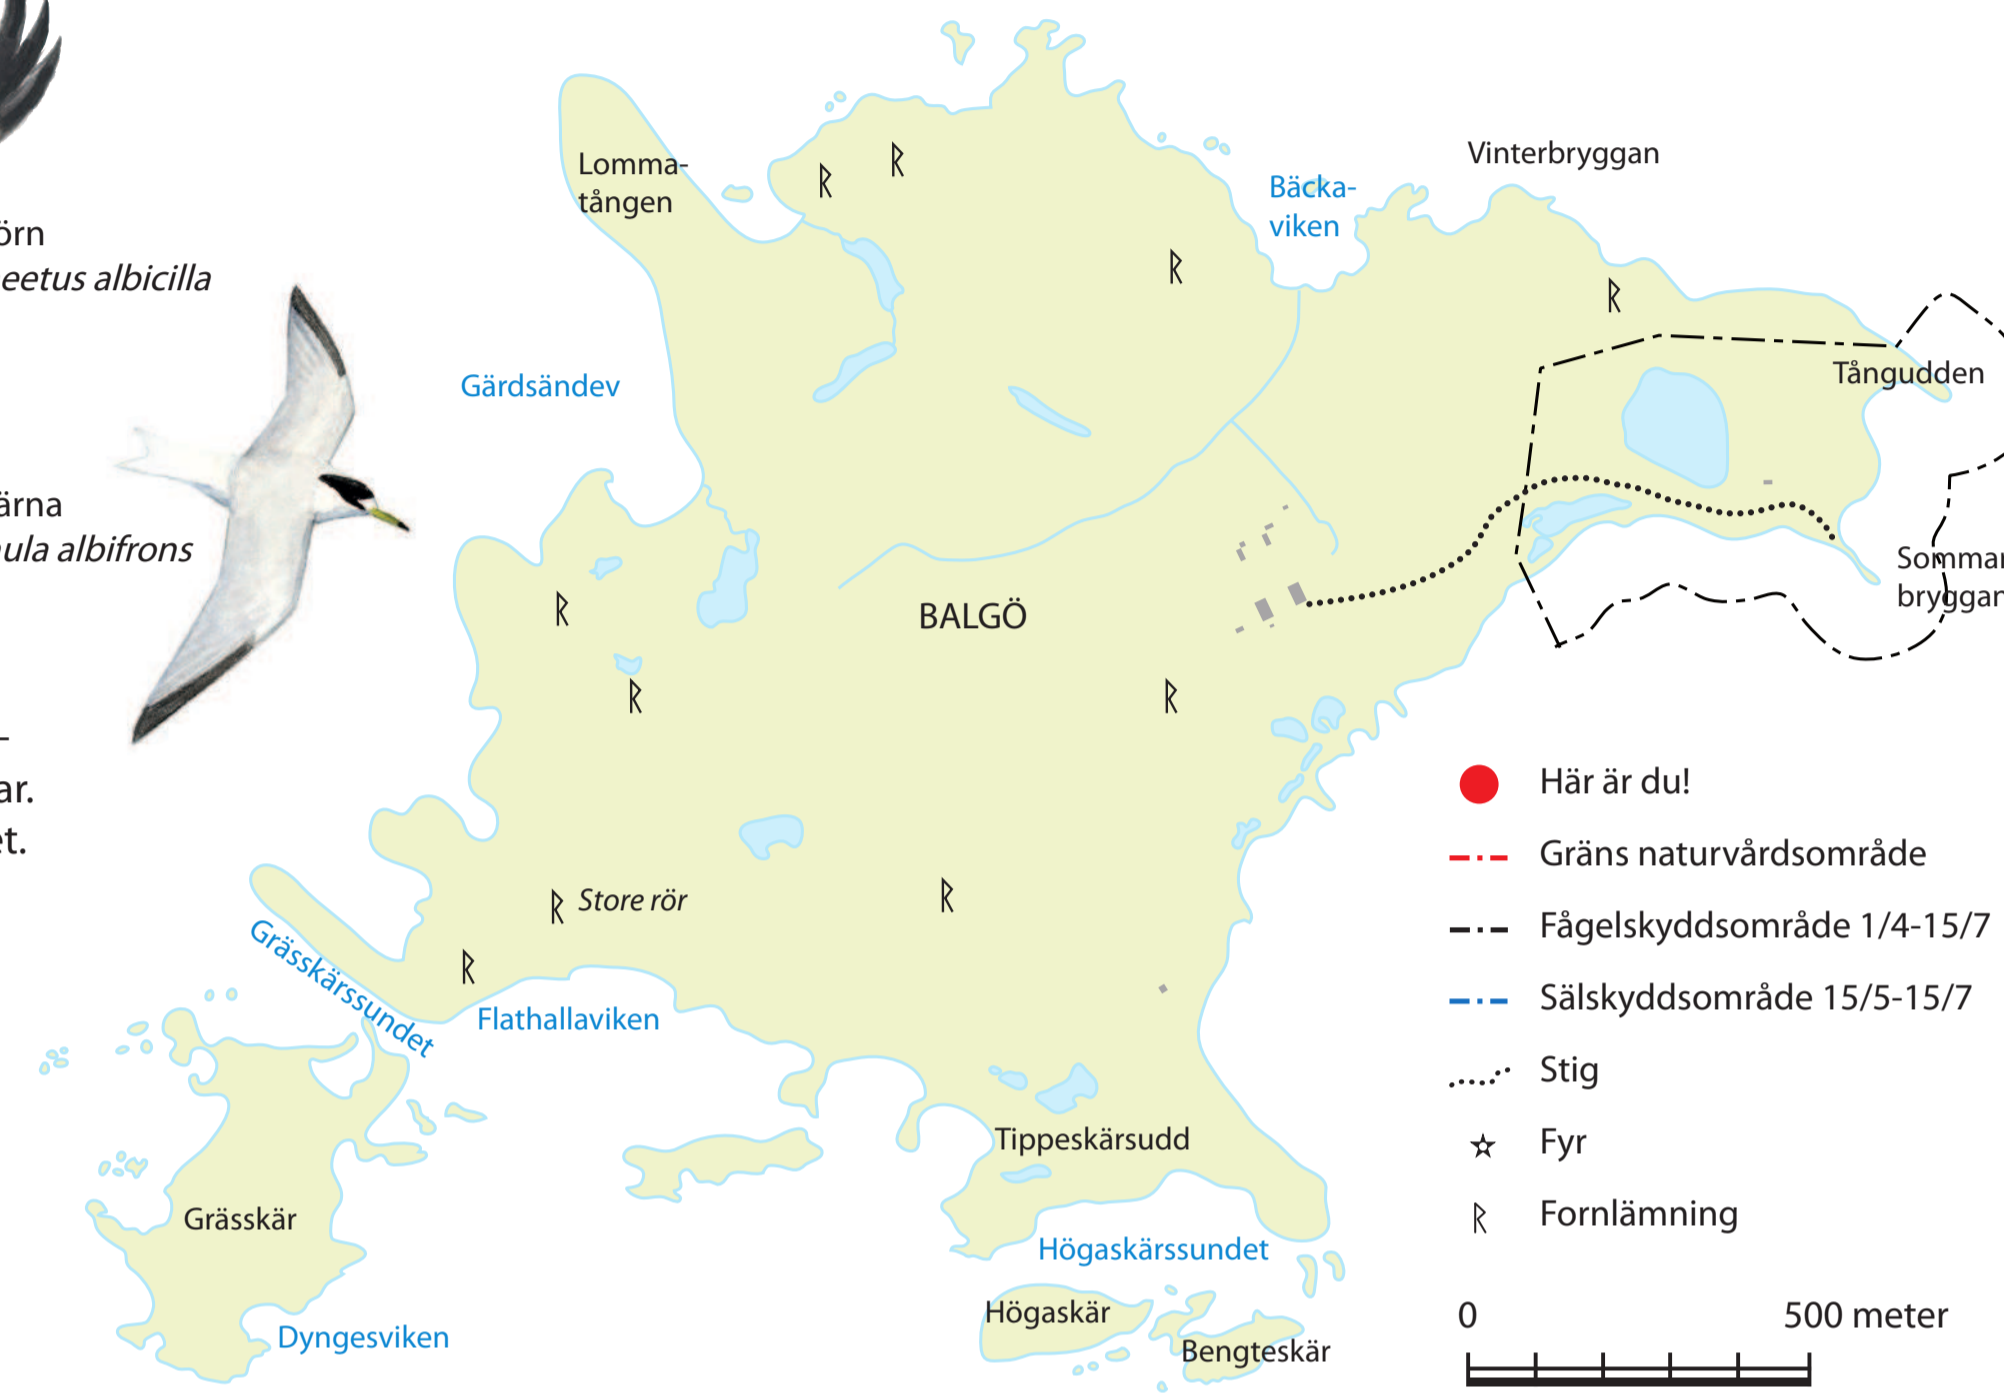 örn
eetus albicilla
ärna
ula albifrons
-
ar.
et.
Lomma-
tången
Vinterbryggan
Bäcka-
viken
Gärdsändev
Tångudden
Sommar
bryggan
BALGÖ
Store rör
Grässkärssundet
Flathallaviken
Tippeskärsudd
Grässkär
Högaskärssundet
Högaskär
Bengteskär
Dyngesviken
Här är du!
Gräns naturvårdsområde
Fågelskyddsområde 1/4-15/7
Sälskyddsområde 15/5-15/7
Stig
Fyr
Fornlämning
0 500 meter